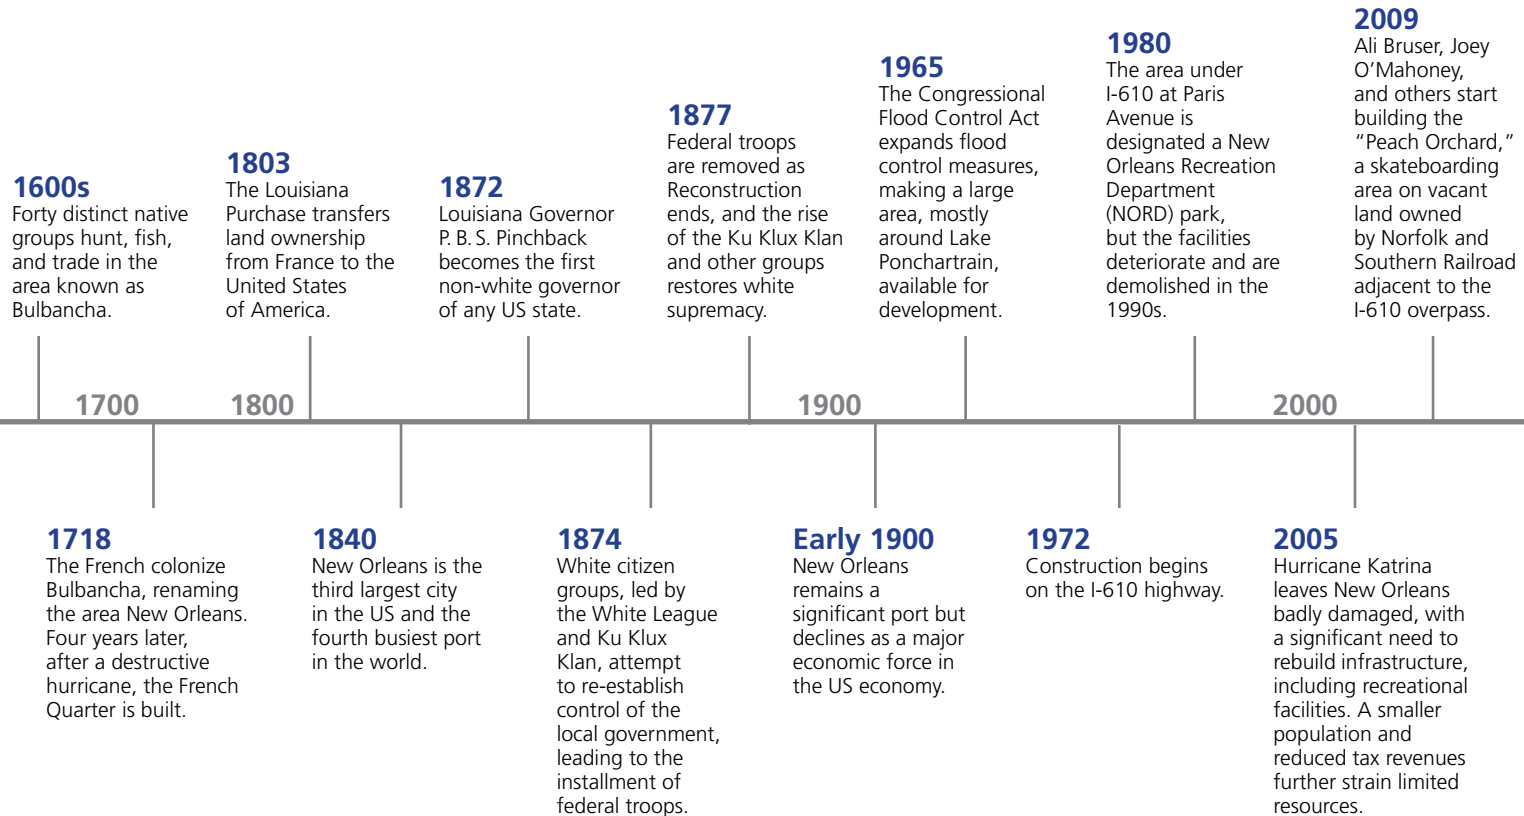 1600s
Forty distinct native
groups hunt, fish,
and trade in the
area known as
Bulbancha.
1803
The Louisiana
Purchase transfers
land ownership
from France to the
United States
of America.
1872
Louisiana Governor
P. B. S. Pinchback
becomes the first
non-white governor
of any US state.
1877
Federal troops
are removed as
Reconstruction
ends, and the rise
of the Ku Klux Klan
and other groups
restores white
supremacy.
1965
The Congressional
Flood Control Act
expands flood
control measures,
making a large
area, mostly
around Lake
Ponchartrain,
available for
development.
1980
The area under
I-610 at Paris
Avenue is
designated a New
Orleans Recreation
Department
(NORD) park,
but the facilities
deteriorate and are
demolished in the
1990s.
2009
Ali Bruser, Joey
O’Mahoney,
and others start
building the
“Peach Orchard,”
a skateboarding
area on vacant
land owned
by Norfolk and
Southern Railroad
adjacent to the
I-610 overpass.
1700
1800
1900
2000
1718
The French colonize
Bulbancha, renaming
the area New Orleans.
Four years later,
after a destructive
hurricane, the French
Quarter is built.
1840
New Orleans is the
third largest city
in the US and the
fourth busiest port
in the world.
1874
White citizen
groups, led by
the White League
and Ku Klux
Klan, attempt
to re-establish
control of the
local government,
leading to the
installment of
federal troops.
Early 1900
New Orleans
remains a
significant port but
declines as a major
economic force in
the US economy.
1972
Construction begins
on the I-610 highway.
2005
Hurricane Katrina
leaves New Orleans
badly damaged, with
a significant need to
rebuild infrastructure,
including recreational
facilities. A smaller
population and
reduced tax revenues
further strain limited
resources.